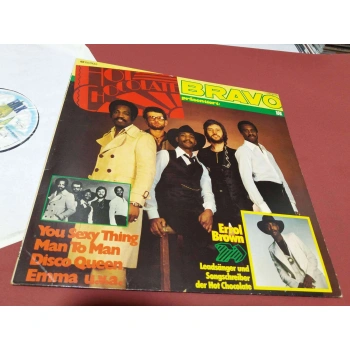 HOT
CHOCOLATE
BRAVO
präsentiert:
You Sexy Thing
Man To Man
Disco Queen
Emma u.s.a.
Errol
Brown
Leadsänger und
Songschreiber
der Hot Chocolate